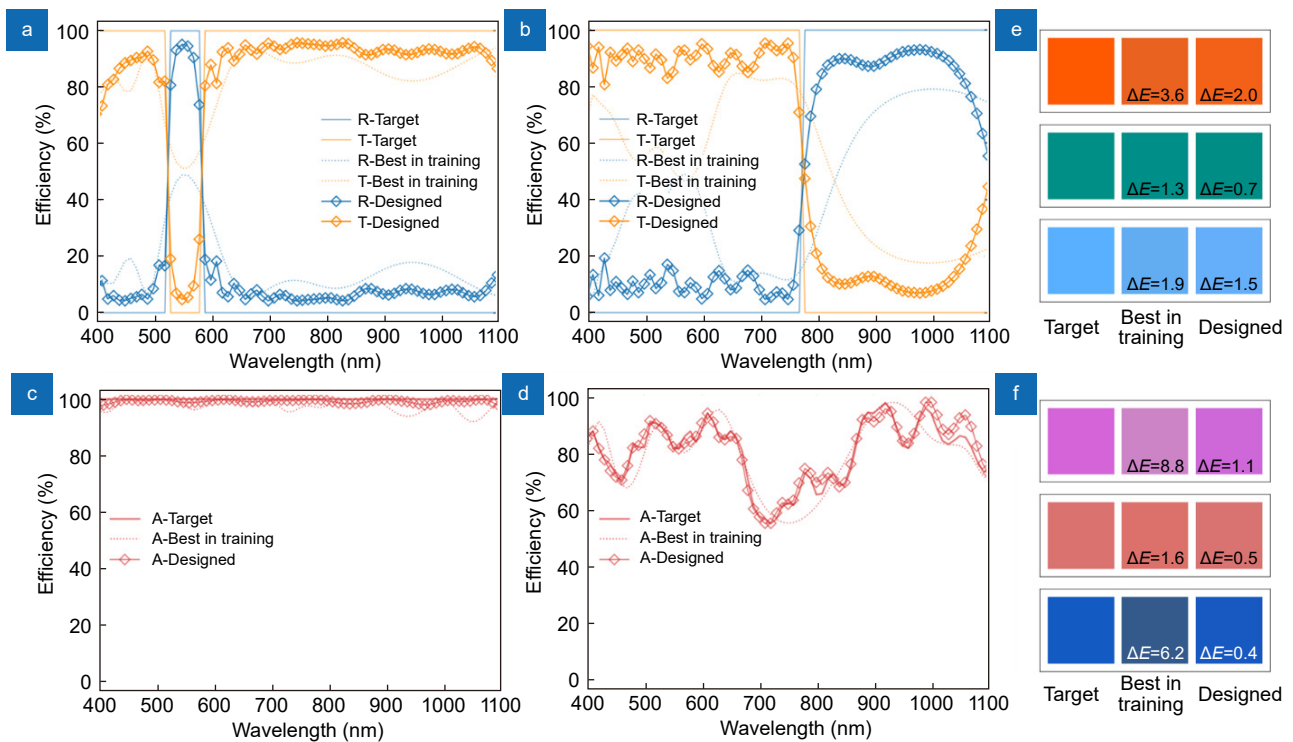 a
100
80
60
40
20
0
Efficiency (%)
R-Target
T-Target
R-Best in training
T-Best in training
R-Designed
T-Designed
400 500 600 700 800 900 1000 1100
Wavelength (nm)
b
100
80
60
40
20
0
Efficiency (%)
R-Target
T-Target
R-Best in training
T-Best in training
R-Designed
T-Designed
400 500 600 700 800 900 1000 1100
Wavelength (nm)
e
ΔE=3.6 ΔE=2.0
ΔE=1.3 ΔE=0.7
ΔE=1.9 ΔE=1.5
Target Best in Designed
training
c
100
80
60
40
20
0
Efficiency (%)
A-Target
A-Best in training
A-Designed
400 500 600 700 800 900 1000 1100
Wavelength (nm)
d
100
80
60
40
20
0
Efficiency (%)
A-Target
A-Best in training
A-Designed
400 500 600 700 800 900 1000 1100
Wavelength (nm)
f
ΔE=8.8 ΔE=1.1
ΔE=1.6 ΔE=0.5
ΔE=6.2 ΔE=0.4
Target Best in Designed
training